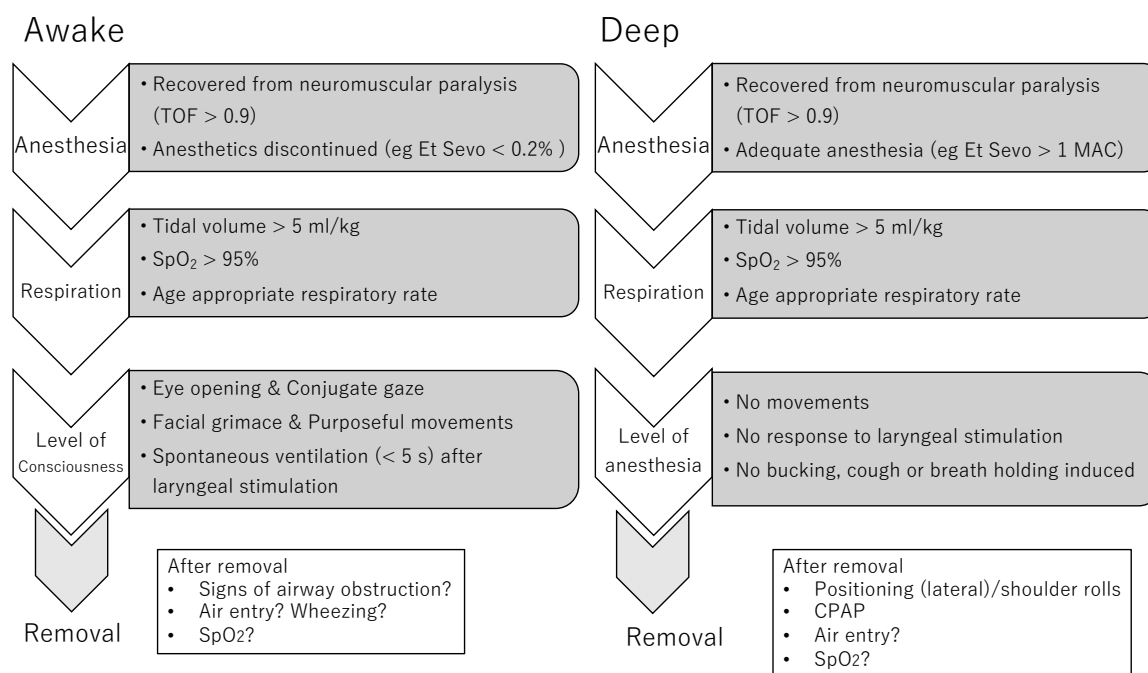 Awake
Anesthesia
• Recovered from neuromuscular paralysis
(TOF > 0.9)
• Anesthetics discontinued (eg Et Sevo < 0.2% )
Respiration
• Tidal volume > 5 ml/kg
• SpO₂ > 95%
• Age appropriate respiratory rate
Level of
Consciousness
• Eye opening & Conjugate gaze
• Facial grimace & Purposeful movements
• Spontaneous ventilation (< 5 s) after
laryngeal stimulation
Removal
After removal
• Signs of airway obstruction?
• Air entry? Wheezing?
• SpO2?
Deep
Anesthesia
• Recovered from neuromuscular paralysis
(TOF > 0.9)
• Adequate anesthesia (eg Et Sevo > 1 MAC)
Respiration
• Tidal volume > 5 ml/kg
• SpO₂ > 95%
• Age appropriate respiratory rate
Level of
anesthesia
• No movements
• No response to laryngeal stimulation
• No bucking, cough or breath holding induced
Removal
After removal
• Positioning (lateral)/shoulder rolls
• CPAP
• Air entry?
• SpO2?